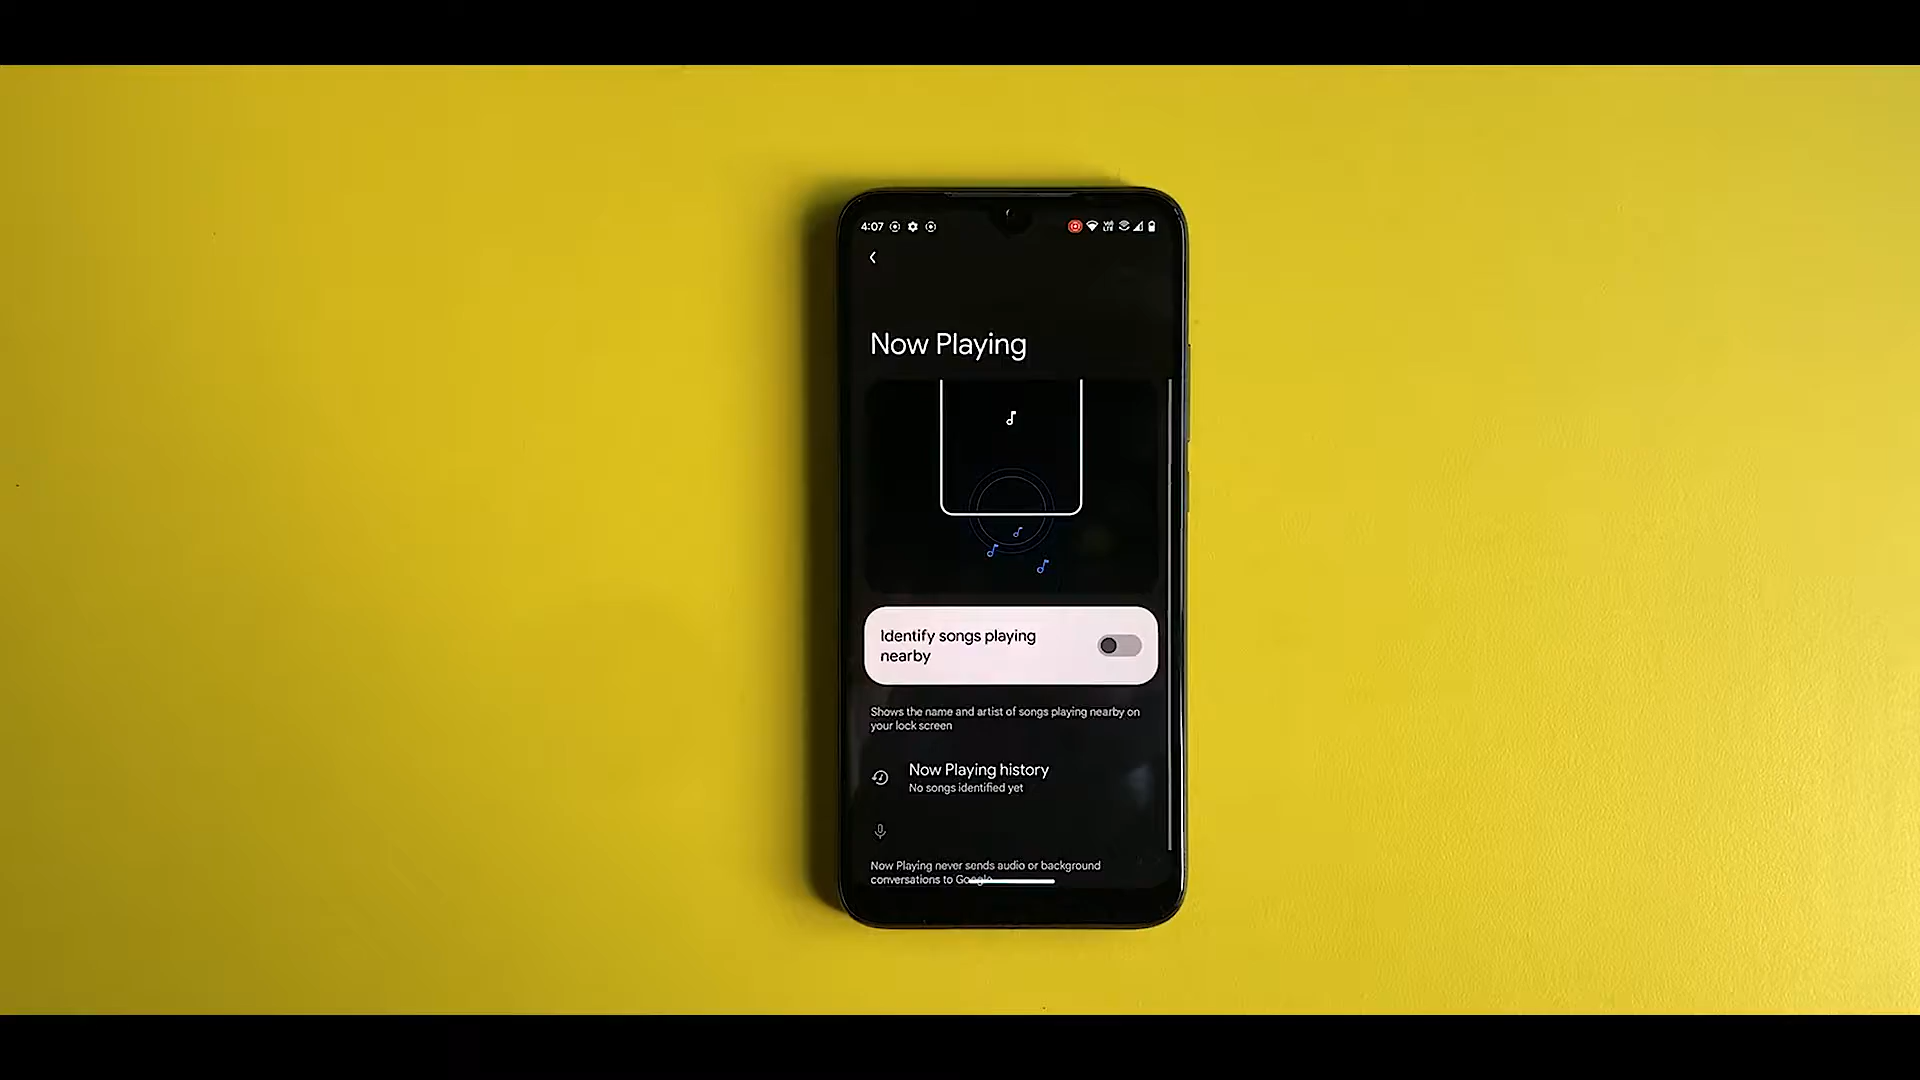 4:07
Now Playing
Identify songs playing
nearby
Shows the name and artist of songs playing nearby on
your lock screen
Now Playing history
No songs identified yet
Now Playing never sends audio or background
conversations to Google